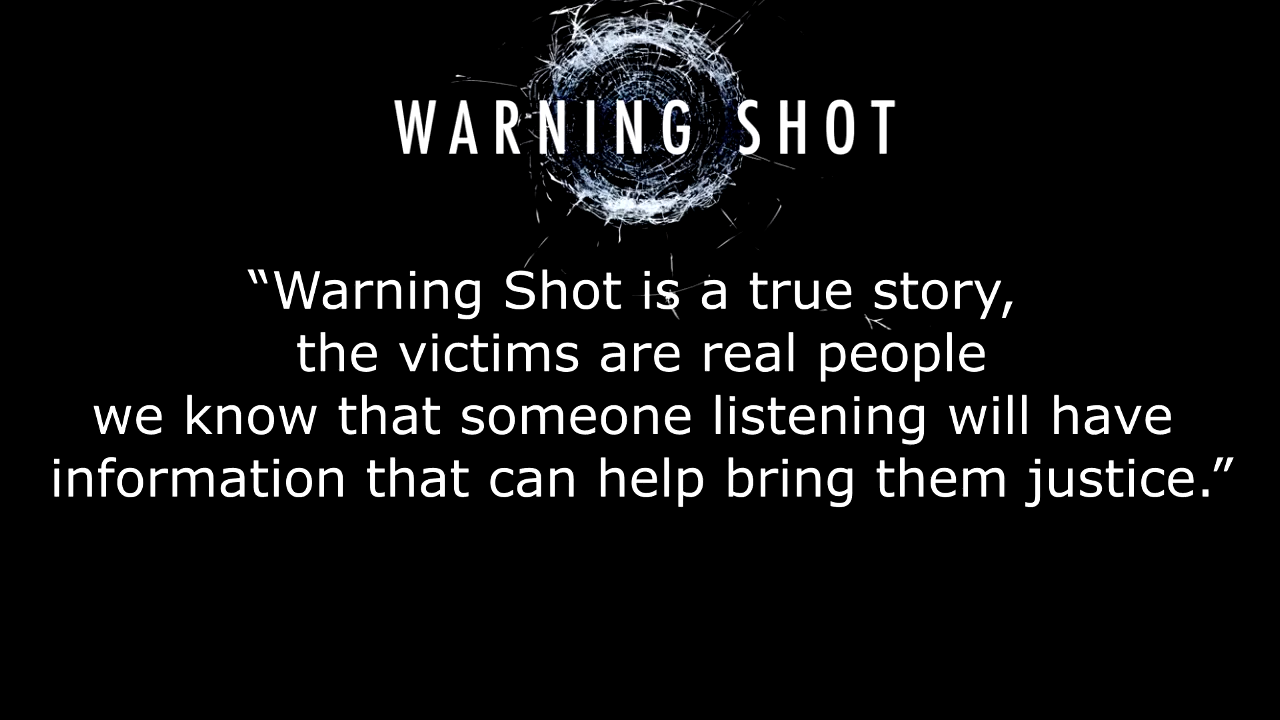 WARNING SHOT
“Warning Shot is a true story,
the victims are real people
we know that someone listening will have
information that can help bring them justice.”